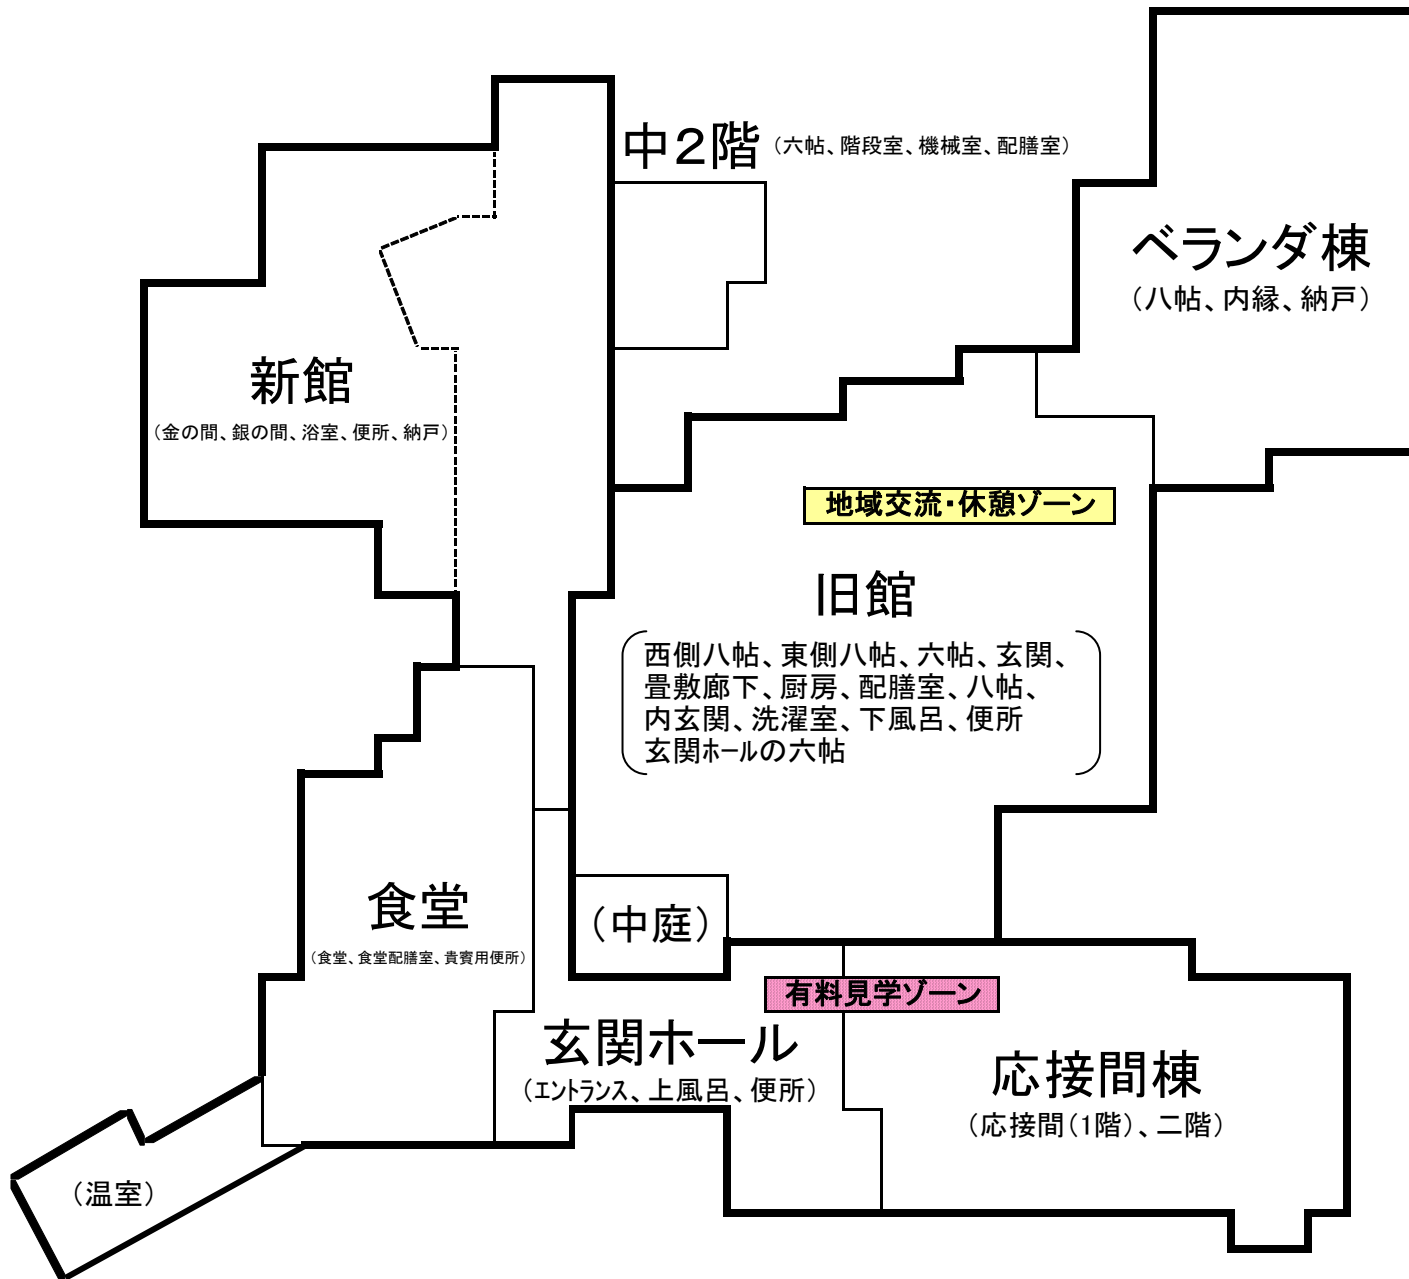 中２階（六帖、階段室、機械室、配膳室）
ベランダ棟
（八帖、内縁、納戸）
新館
（金の間、銀の間、浴室、便所、納戸）
地域交流・休憩ゾーン
旧館
西側八帖、東側八帖、六帖、玄関、
畳敷廊下、厨房、配膳室、八帖、
内玄関、洗濯室、下風呂、便所
玄関ホールの六帖
食堂
（食堂、食堂配膳室、貴賓用便所）
（中庭）
有料見学ゾーン
玄関ホール
（エントランス、上風呂、便所）
応接間棟
（応接間（1階）、二階）
（温室）